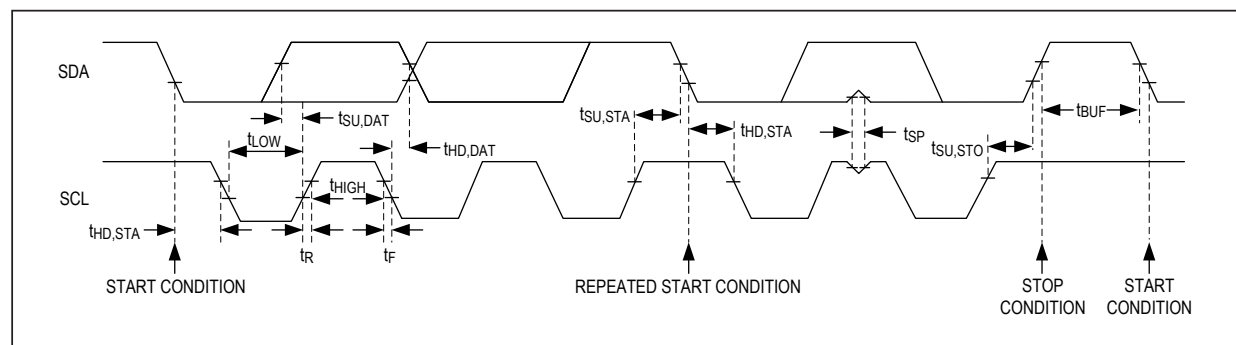 SDA
tSU,DAT
tLOW
tHD,DAT
tSU,STA
tHD,STA
tSP
tSU,STO
tBUF
SCL
tHIGH
tHD,STA
tR
tF
START CONDITION
REPEATED START CONDITION
STOP
CONDITION
START
CONDITION